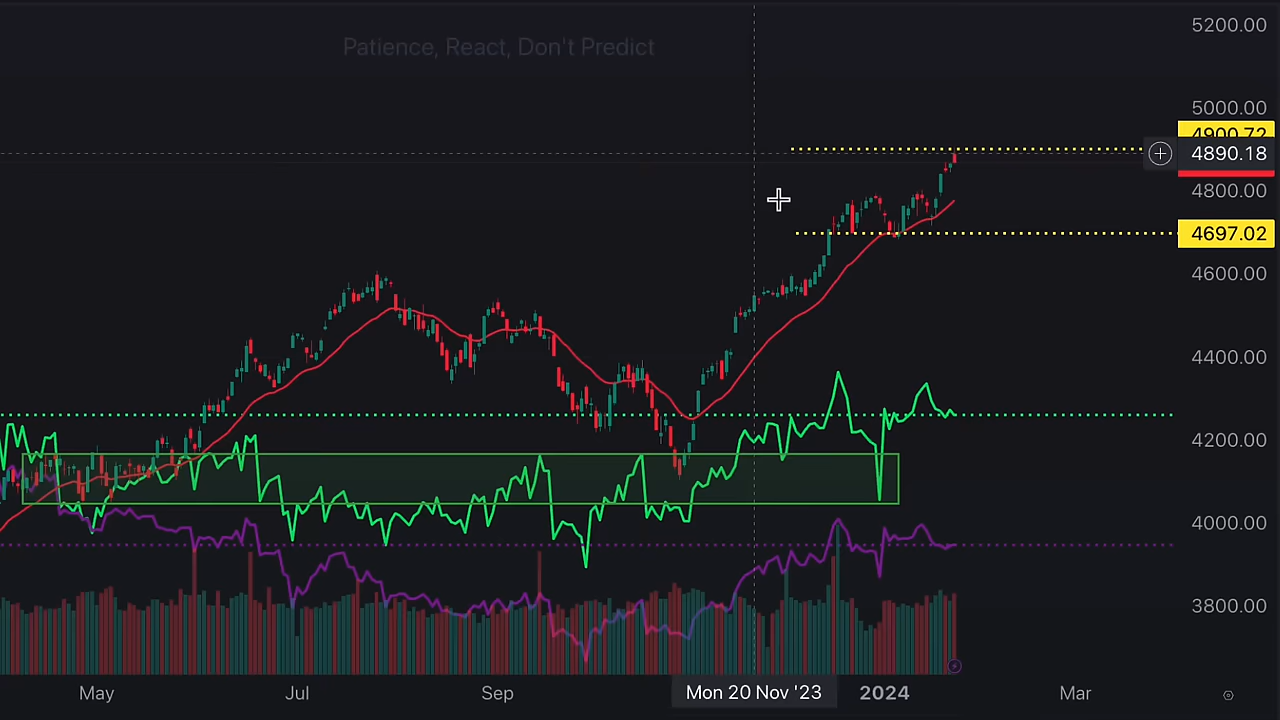 Patience, React, Don't Predict
5200.00
5000.00
4900.72
4890.18
4800.00
4697.02
4600.00
4400.00
4200.00
4000.00
3800.00
May
Jul
Sep
Mon 20 Nov '23
2024
Mar